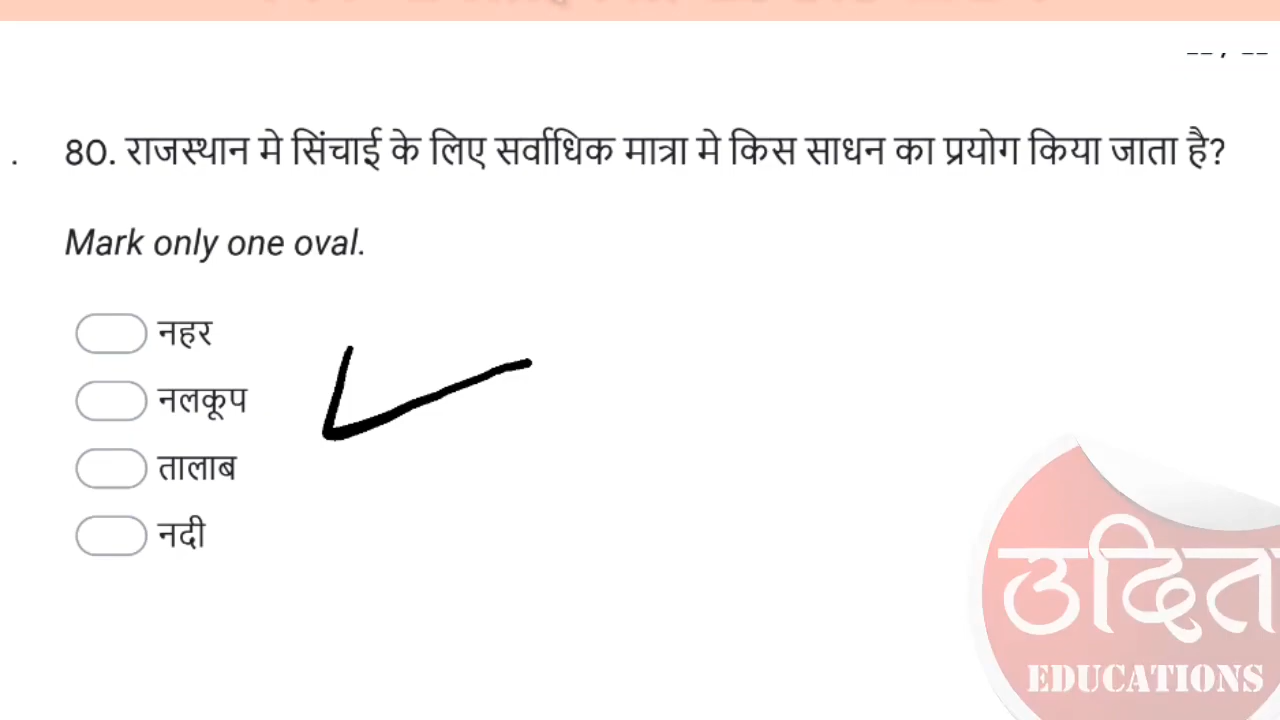 80. राजस्थान मे सिंचाई के लिए सर्वाधिक मात्रा मे किस साधन का प्रयोग किया जाता है?
Mark only one oval.
नहर
नलकूप
तालाब
नदी
उदित
EDUCATIONS